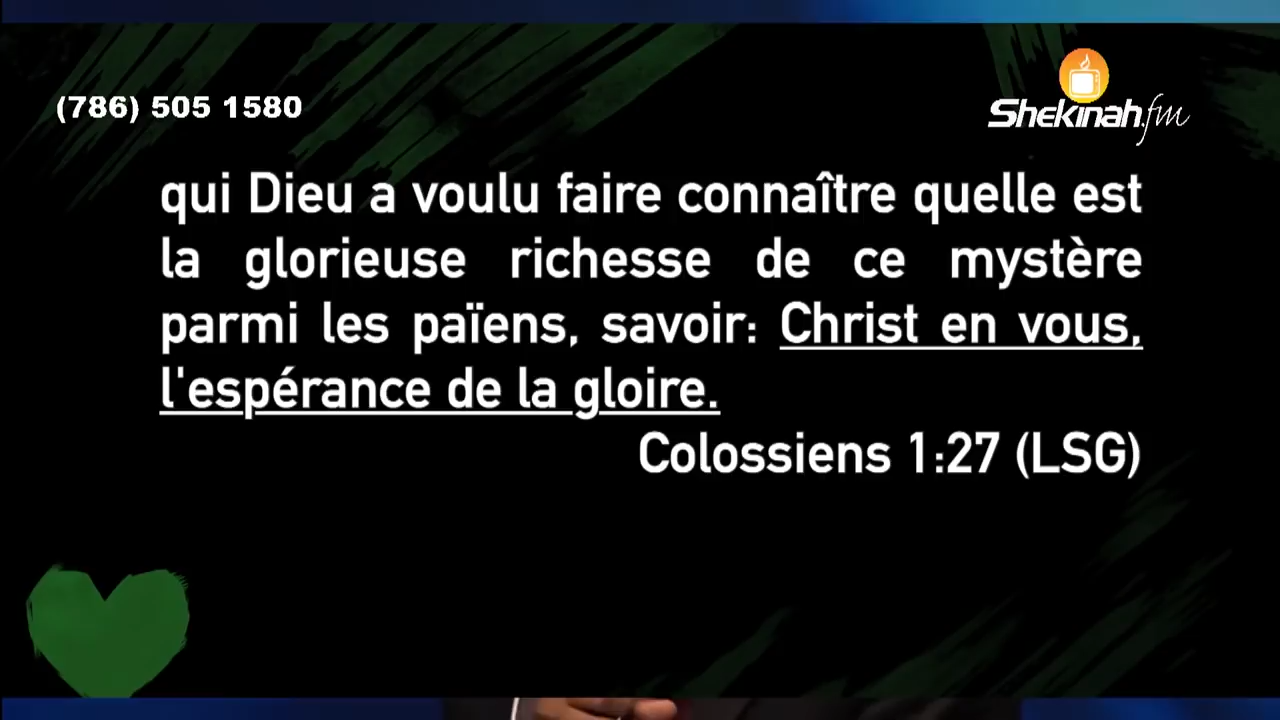 (786) 505 1580
Shekinah.fm
qui Dieu a voulu faire connaître quelle est
la glorieuse richesse de ce mystère
parmi les païens, savoir: Christ en vous,
l'espérance de la gloire.
Colossiens 1:27 (LSG)